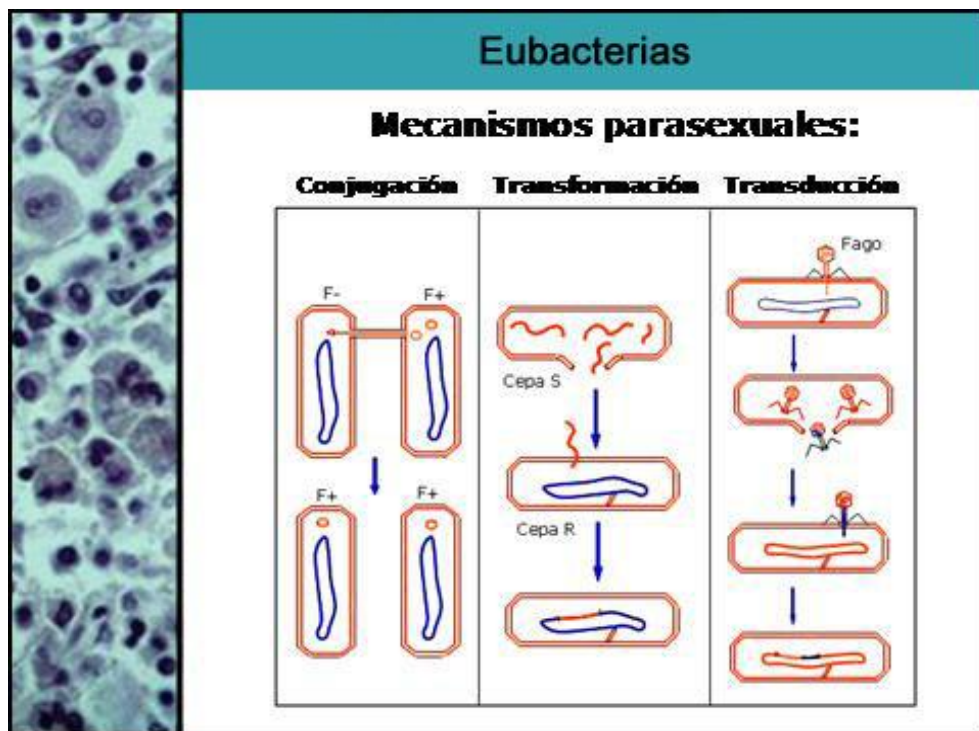 Eubacterias
Mecanismos parasexuales:
Conjugación Transformación Transducción
Fago
F- F+
Cepa S
F+ F+
Cepa R